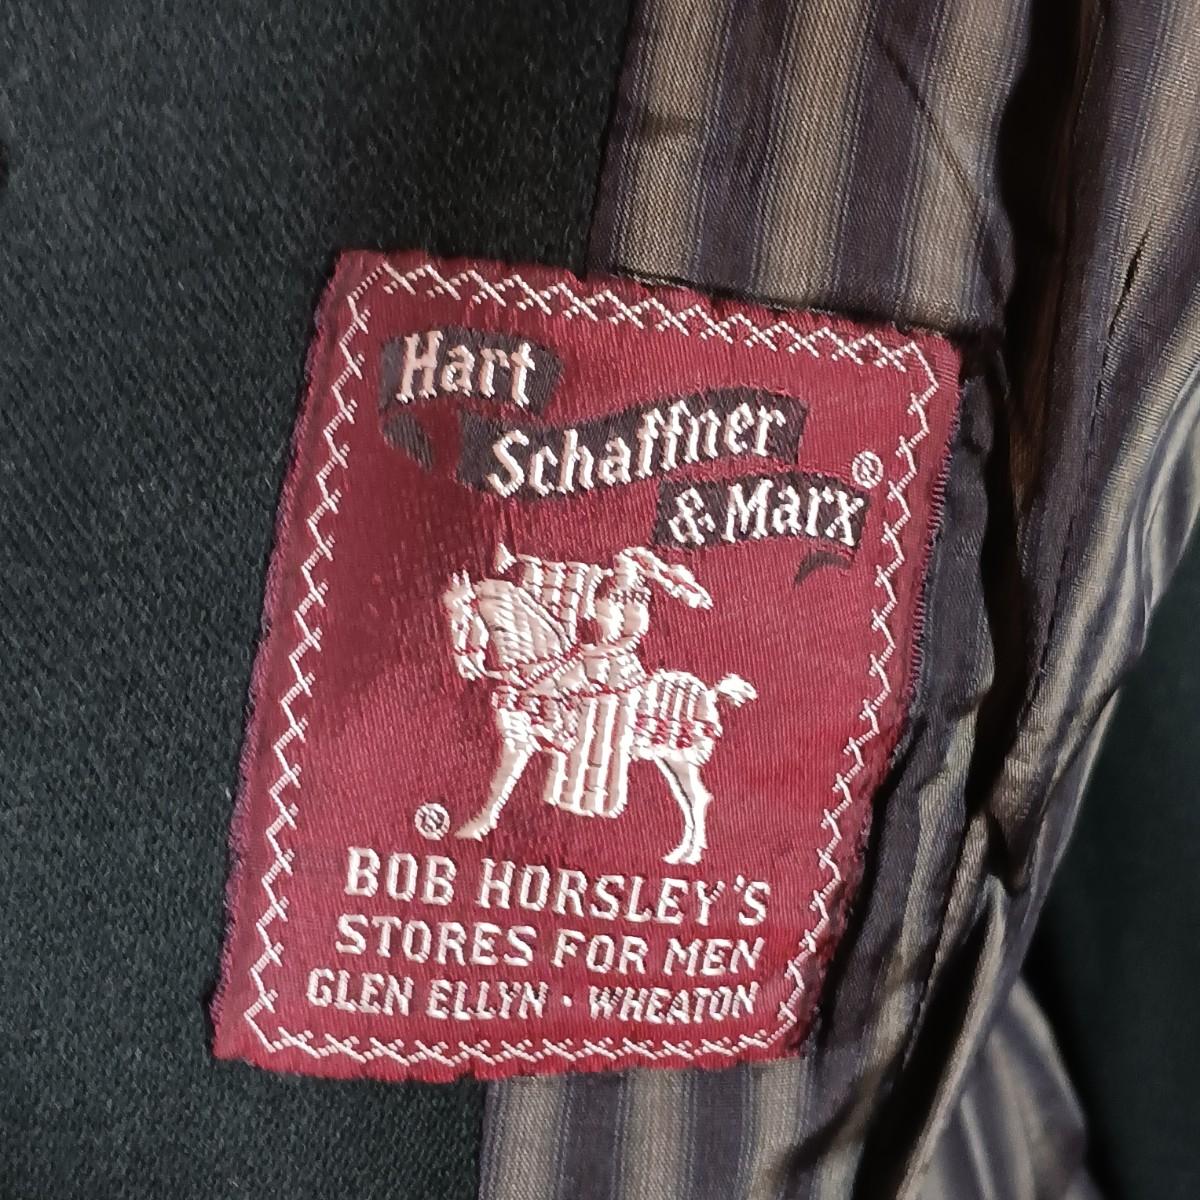 Hart
Schaffner
& Marx ®
®
BOB HORSLEY'S
STORES FOR MEN
GLEN ELLYN · WHEATON